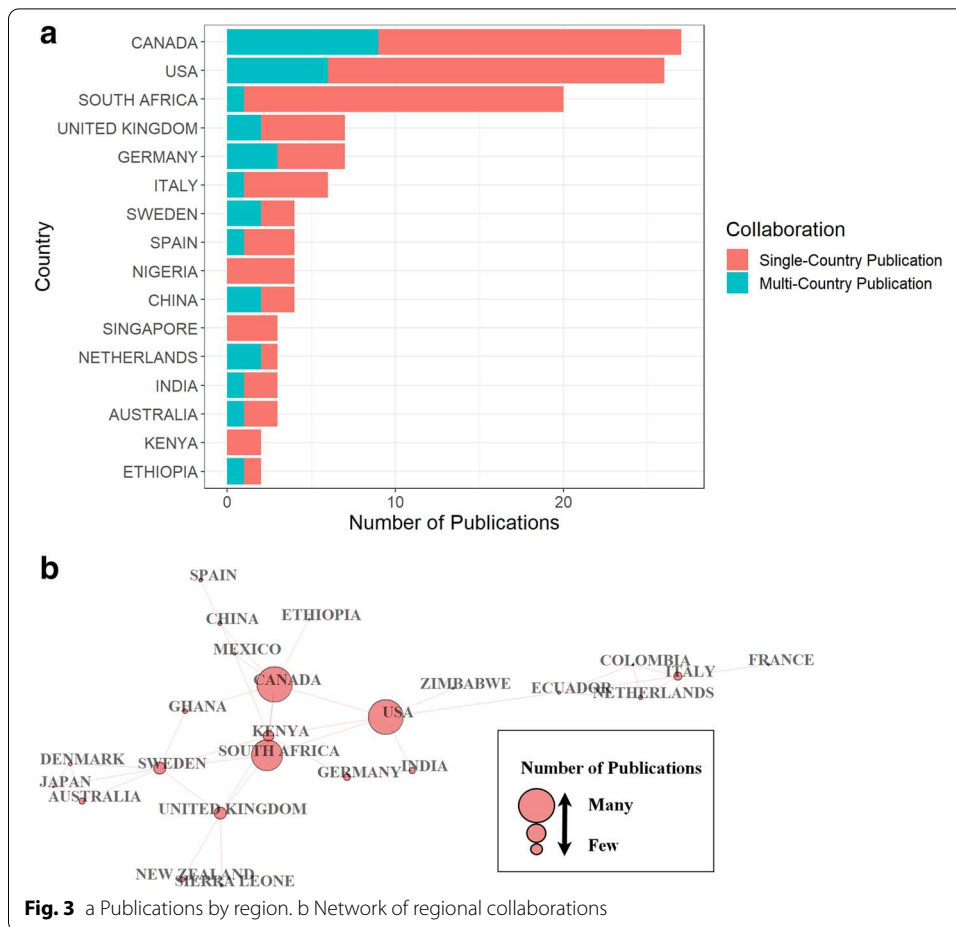 a
CANADA
USA
SOUTH AFRICA
UNITED KINGDOM
GERMANY
ITALY
SWEDEN
SPAIN
NIGERIA
CHINA
SINGAPORE
NETHERLANDS
INDIA
AUSTRALIA
KENYA
ETHIOPIA
Country
0 10 20
Number of Publications
Collaboration
Single-Country Publication
Multi-Country Publication
b
SPAIN
CHINA
ETHIOPIA
MEXICO
CANADA
ZIMBABWE
COLOMBIA
FRANCE
ITALY
ECUADOR
NETHERLANDS
GHANA
USA
KENYA
SOUTH AFRICA
DENMARK
SWEDEN
GERMANY
INDIA
JAPAN
AUSTRALIA
UNITED KINGDOM
NEW ZEALAND
SIERRA LEONE
Number of Publications
Many
Few
Fig. 3 a Publications by region. b Network of regional collaborations